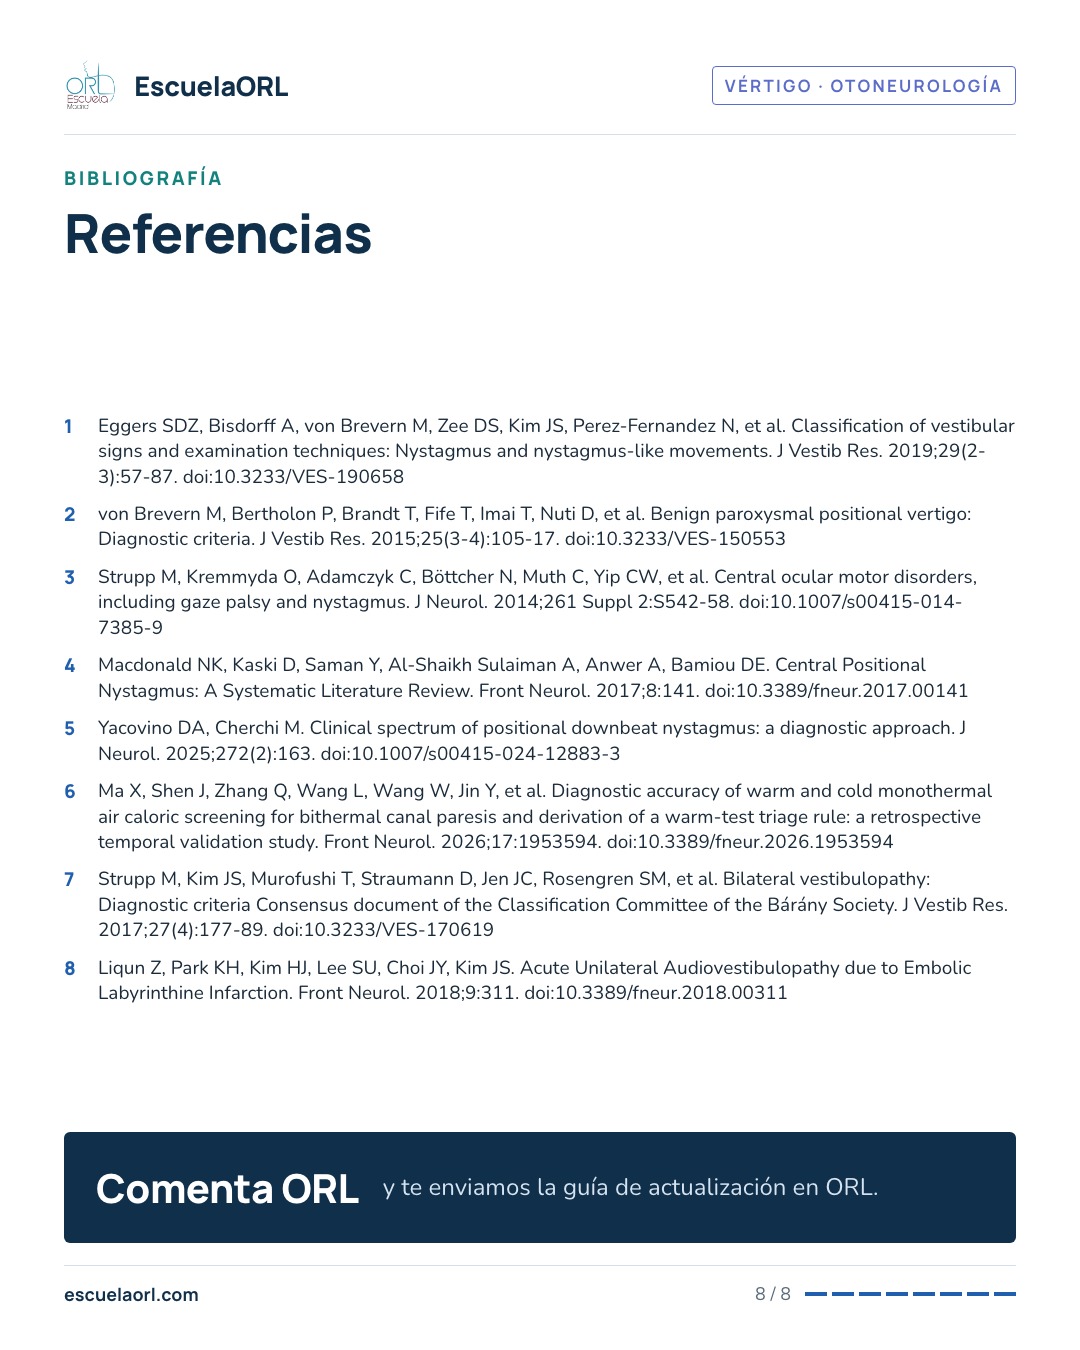 ORL
Escuela
Madrid
EscuelaORL
VÉRTIGO · OTONEUROLOGÍA
BIBLIOGRAFÍA
Referencias
1 Eggers SDZ, Bisdorff A, von Brevern M, Zee DS, Kim JS, Perez-Fernandez N, et al. Classification of vestibular
signs and examination techniques: Nystagmus and nystagmus-like movements. J Vestib Res. 2019;29(2-
3):57-87. doi:10.3233/VES-190658
2 von Brevern M, Bertholon P, Brandt T, Fife T, Imai T, Nuti D, et al. Benign paroxysmal positional vertigo:
Diagnostic criteria. J Vestib Res. 2015;25(3-4):105-17. doi:10.3233/VES-150553
3 Strupp M, Kremmyda O, Adamczyk C, Böttcher N, Muth C, Yip CW, et al. Central ocular motor disorders,
including gaze palsy and nystagmus. J Neurol. 2014;261 Suppl 2:S542-58. doi:10.1007/s00415-014-
7385-9
4 Macdonald NK, Kaski D, Saman Y, Al-Shaikh Sulaiman A, Anwer A, Bamiou DE. Central Positional
Nystagmus: A Systematic Literature Review. Front Neurol. 2017;8:141. doi:10.3389/fneur.2017.00141
5 Yacovino DA, Cherchi M. Clinical spectrum of positional downbeat nystagmus: a diagnostic approach. J
Neurol. 2025;272(2):163. doi:10.1007/s00415-024-12883-3
6 Ma X, Shen J, Zhang Q, Wang L, Wang W, Jin Y, et al. Diagnostic accuracy of warm and cold monothermal
air caloric screening for bithermal canal paresis and derivation of a warm-test triage rule: a retrospective
temporal validation study. Front Neurol. 2026;17:1953594. doi:10.3389/fneur.2026.1953594
7 Strupp M, Kim JS, Murofushi T, Straumann D, Jen JC, Rosengren SM, et al. Bilateral vestibulopathy:
Diagnostic criteria Consensus document of the Classification Committee of the Bárány Society. J Vestib Res.
2017;27(4):177-89. doi:10.3233/VES-170619
8 Liqun Z, Park KH, Kim HJ, Lee SU, Choi JY, Kim JS. Acute Unilateral Audiovestibulopathy due to Embolic
Labyrinthine Infarction. Front Neurol. 2018;9:311. doi:10.3389/fneur.2018.00311
Comenta ORL y te enviamos la guía de actualización en ORL.
escuelaorl.com
8 / 8